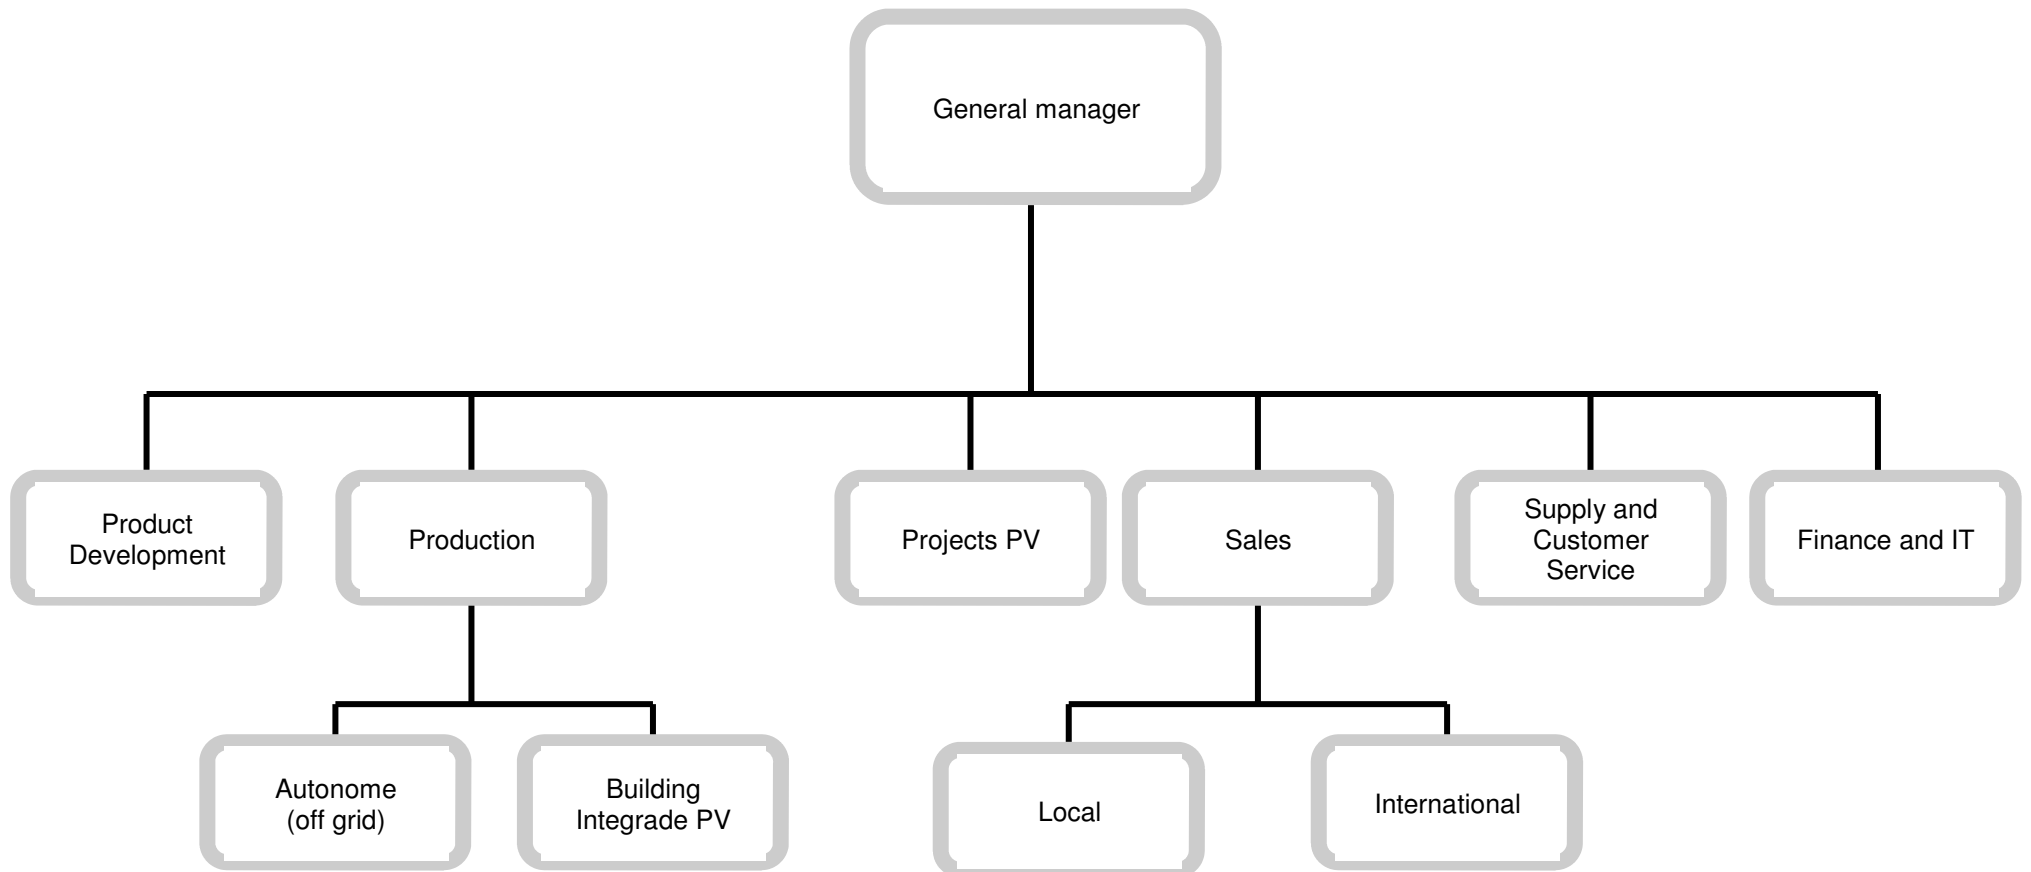 General manager
Product
Development
Production
Projects PV
Sales
Supply and
Customer
Service
Finance and IT
Autonome
(off grid)
Building
Integrade PV
Local
International